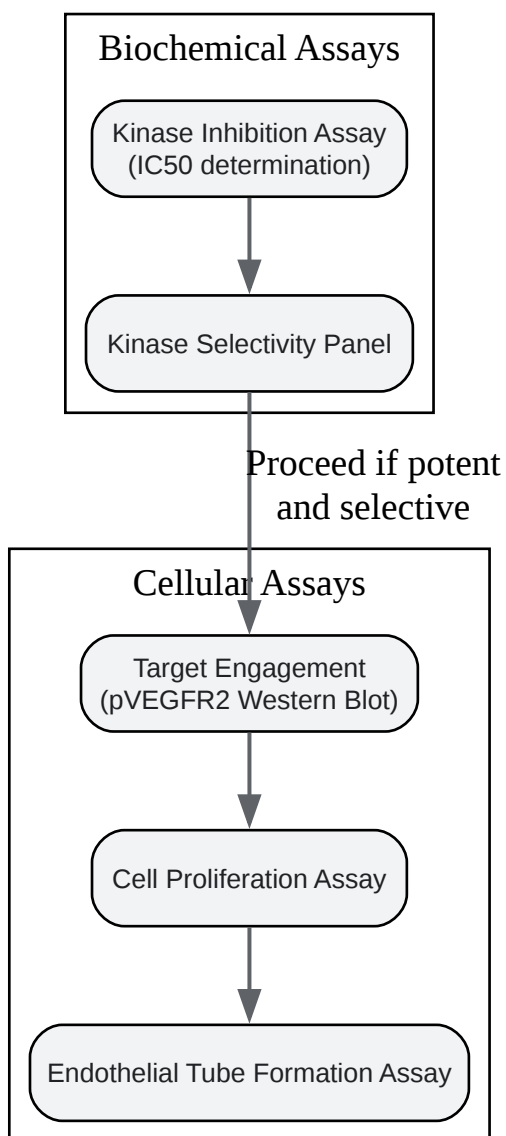 Biochemical Assays
Kinase Inhibition Assay
(IC50 determination)
Kinase Selectivity Panel
Proceed if potent
and selective
Cellular Assays
Target Engagement
(pVEGFR2 Western Blot)
Cell Proliferation Assay
Endothelial Tube Formation Assay